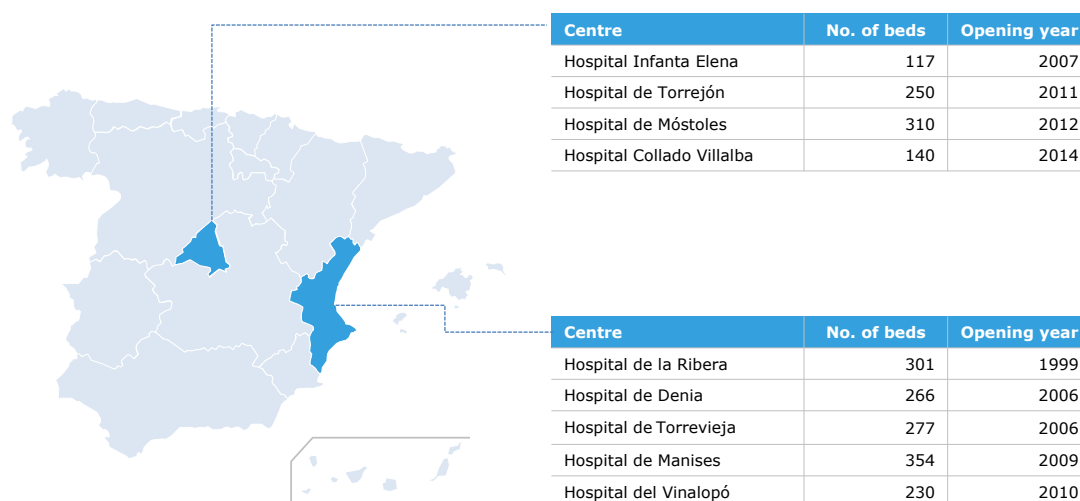 Centre No. of beds Opening year
Hospital Infanta Elena 117 2007
Hospital de Torrejón 250 2011
Hospital de Móstoles 310 2012
Hospital Collado Villalba 140 2014
Centre No. of beds Opening year
Hospital de la Ribera 301 1999
Hospital de Denia 266 2006
Hospital de Torrevieja 277 2006
Hospital de Manises 354 2009
Hospital del Vinalopó 230 2010